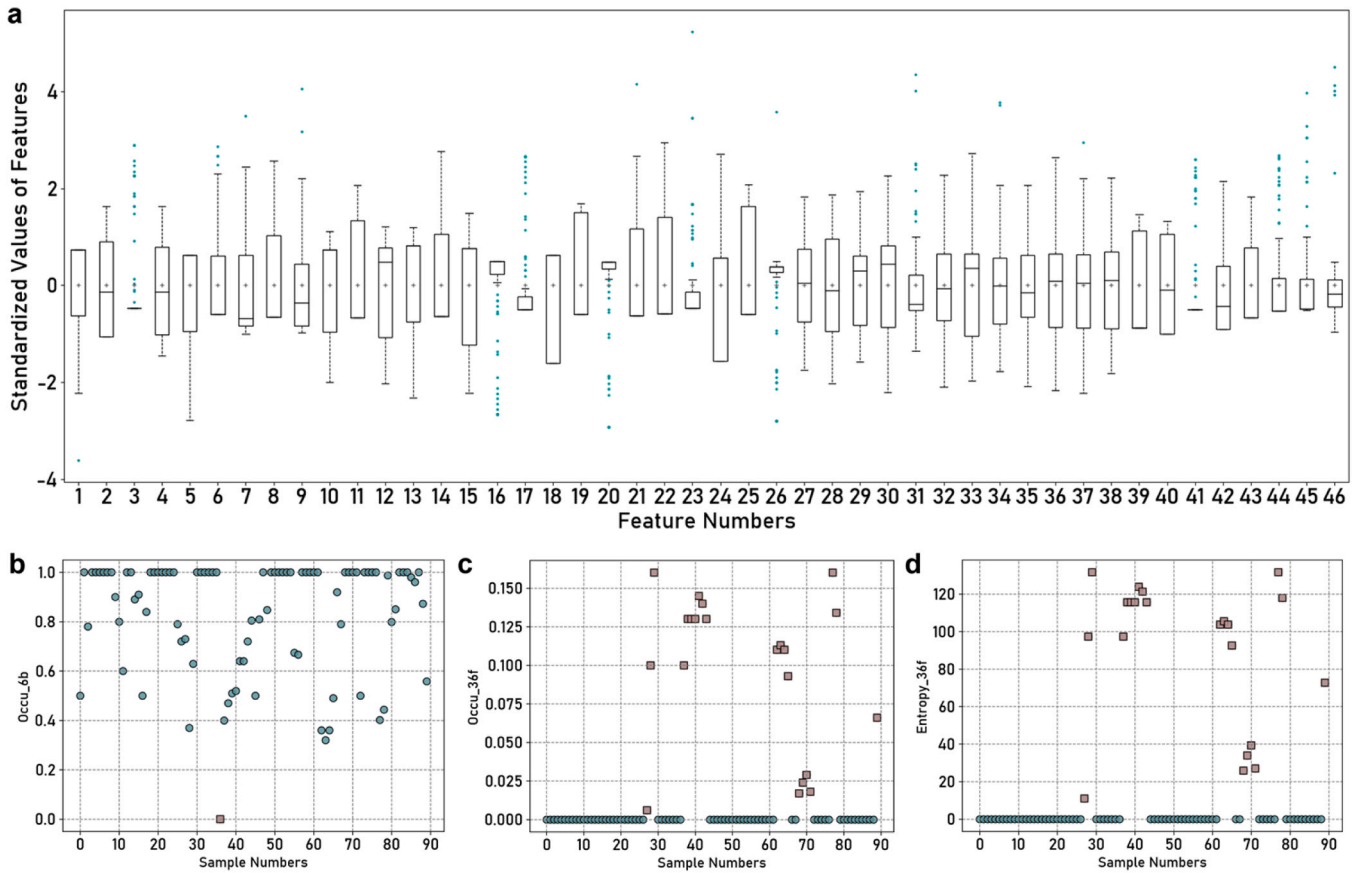 a
Standardized Values of Features
4
2
0
−2
−4
1 2 3 4 5 6 7 8 9 10 11 12 13 14 15 16 17 18 19 20 21 22 23 24 25 26 27 28 29 30 31 32 33 34 35 36 37 38 39 40 41 42 43 44 45 46
Feature Numbers
b
Occu_6b
1.0
0.8
0.6
0.4
0.2
0.0
0 10 20 30 40 50 60 70 80 90
Sample Numbers
c
Occu_36f
0.150
0.125
0.100
0.075
0.050
0.025
0.000
0 10 20 30 40 50 60 70 80 90
Sample Numbers
d
Entropy_36f
120
100
80
60
40
20
0
0 10 20 30 40 50 60 70 80 90
Sample Numbers